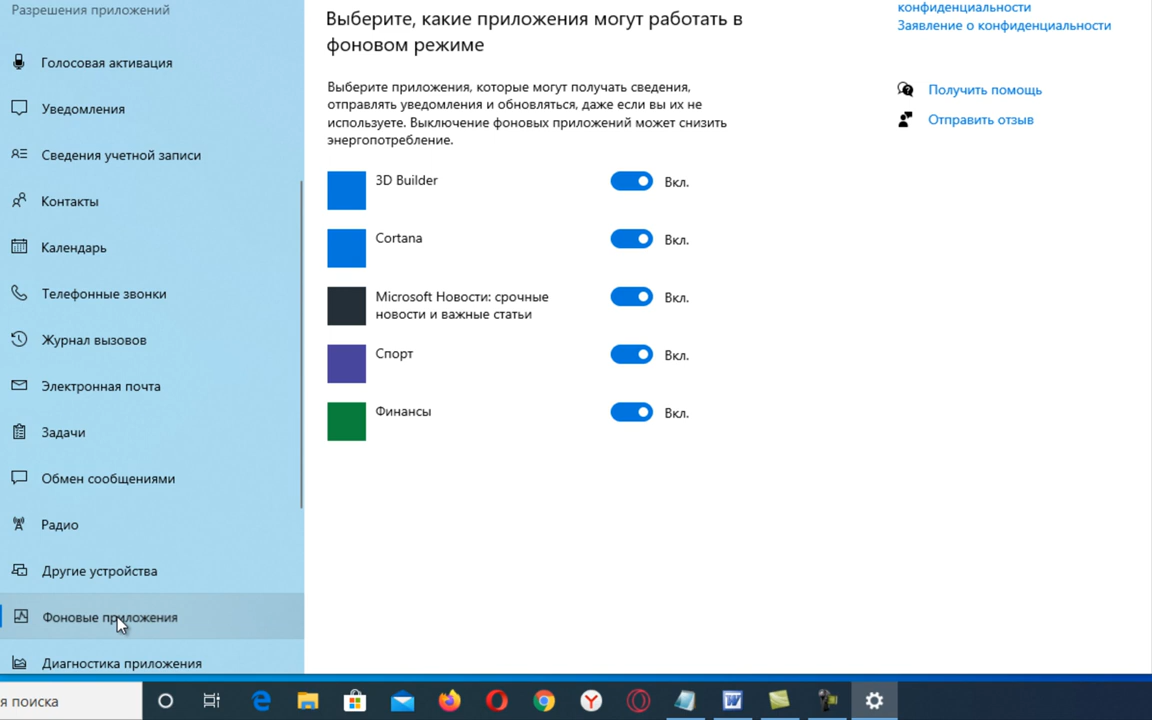 Разрешения приложений
Голосовая активация
Уведомления
Сведения учетной записи
Контакты
Календарь
Телефонные звонки
Журнал вызовов
Электронная почта
Задачи
Обмен сообщениями
Радио
Другие устройства
Фоновые приложения
Диагностика приложения
Выберите, какие приложения могут работать в
фоновом режиме
Выберите приложения, которые могут получать сведения,
отправлять уведомления и обновляться, даже если вы их не
используете. Выключение фоновых приложений может снизить
энергопотребление.
3D Builder Вкл.
Cortana Вкл.
Microsoft Новости: срочные
новости и важные статьи Вкл.
Спорт Вкл.
Финансы Вкл.
конфиденциальности
Заявление о конфиденциальности
Получить помощь
Отправить отзыв
я поиска